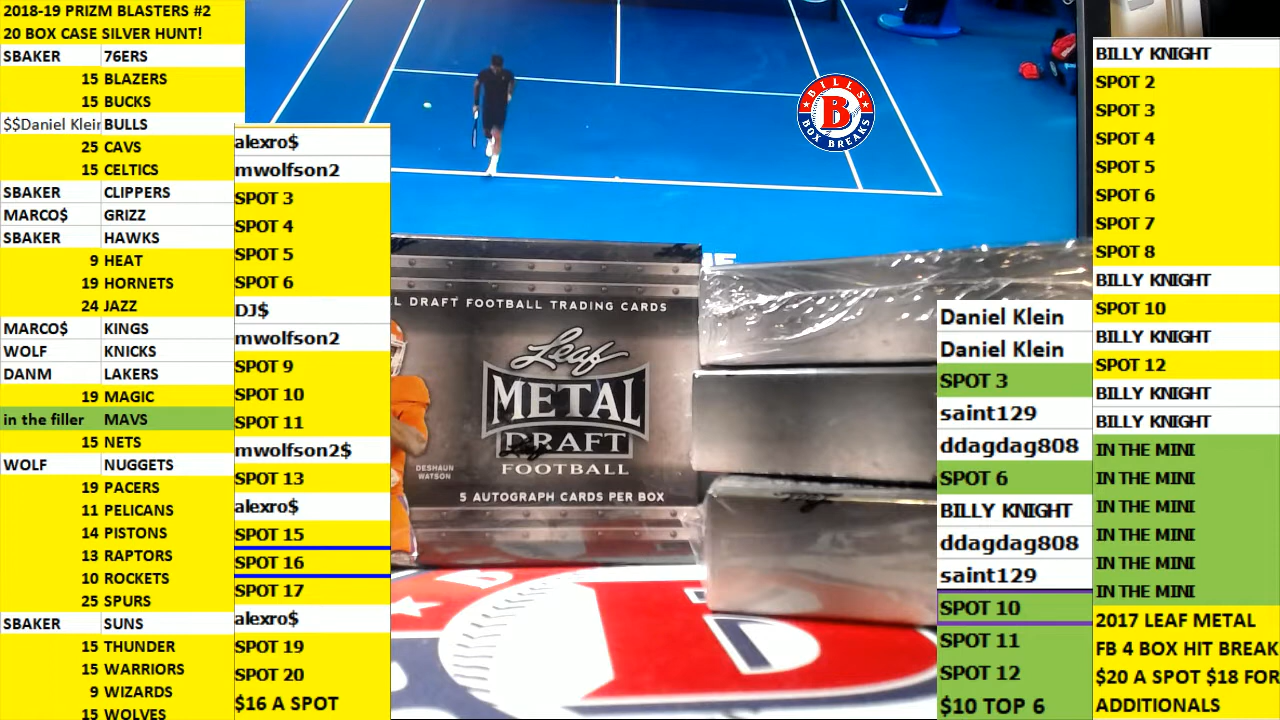 2018-19 PRIZM BLASTERS #2
20 BOX CASE SILVER HUNT!
SBAKER 76ERS
15 BLAZERS
15 BUCKS
$$Daniel Klein BULLS
25 CAVS
15 CELTICS
SBAKER CLIPPERS
MARCO$ GRIZZ
SBAKER HAWKS
9 HEAT
19 HORNETS
24 JAZZ
MARCO$ KINGS
WOLF KNICKS
DANM LAKERS
19 MAGIC
in the filler MAVS
15 NETS
WOLF NUGGETS
19 PACERS
11 PELICANS
14 PISTONS
13 RAPTORS
10 ROCKETS
25 SPURS
SBAKER SUNS
15 THUNDER
15 WARRIORS
9 WIZARDS
15 WOLVES
alexro$
mwolfson2
SPOT 3
SPOT 4
SPOT 5
SPOT 6
DJ$
mwolfson2
SPOT 9
SPOT 10
SPOT 11
mwolfson2$
SPOT 13
alexro$
SPOT 15
SPOT 16
SPOT 17
alexro$
SPOT 19
SPOT 20
$16 A SPOT
BILLS
B
BOX BREAKS
L DRAFT FOOTBALL TRADING CARDS
Leaf
METAL
DRAFT
FOOTBALL
DESHAUN
WATSON
5 AUTOGRAPH CARDS PER BOX
Daniel Klein
Daniel Klein
SPOT 3
saint129
ddagdag808
SPOT 6
BILLY KNIGHT
ddagdag808
saint129
SPOT 10
SPOT 11
SPOT 12
$10 TOP 6
BILLY KNIGHT
SPOT 2
SPOT 3
SPOT 4
SPOT 5
SPOT 6
SPOT 7
SPOT 8
BILLY KNIGHT
SPOT 10
BILLY KNIGHT
SPOT 12
BILLY KNIGHT
BILLY KNIGHT
IN THE MINI
IN THE MINI
IN THE MINI
IN THE MINI
IN THE MINI
IN THE MINI
2017 LEAF METAL
FB 4 BOX HIT BREAK
$20 A SPOT $18 FOR
ADDITIONALS